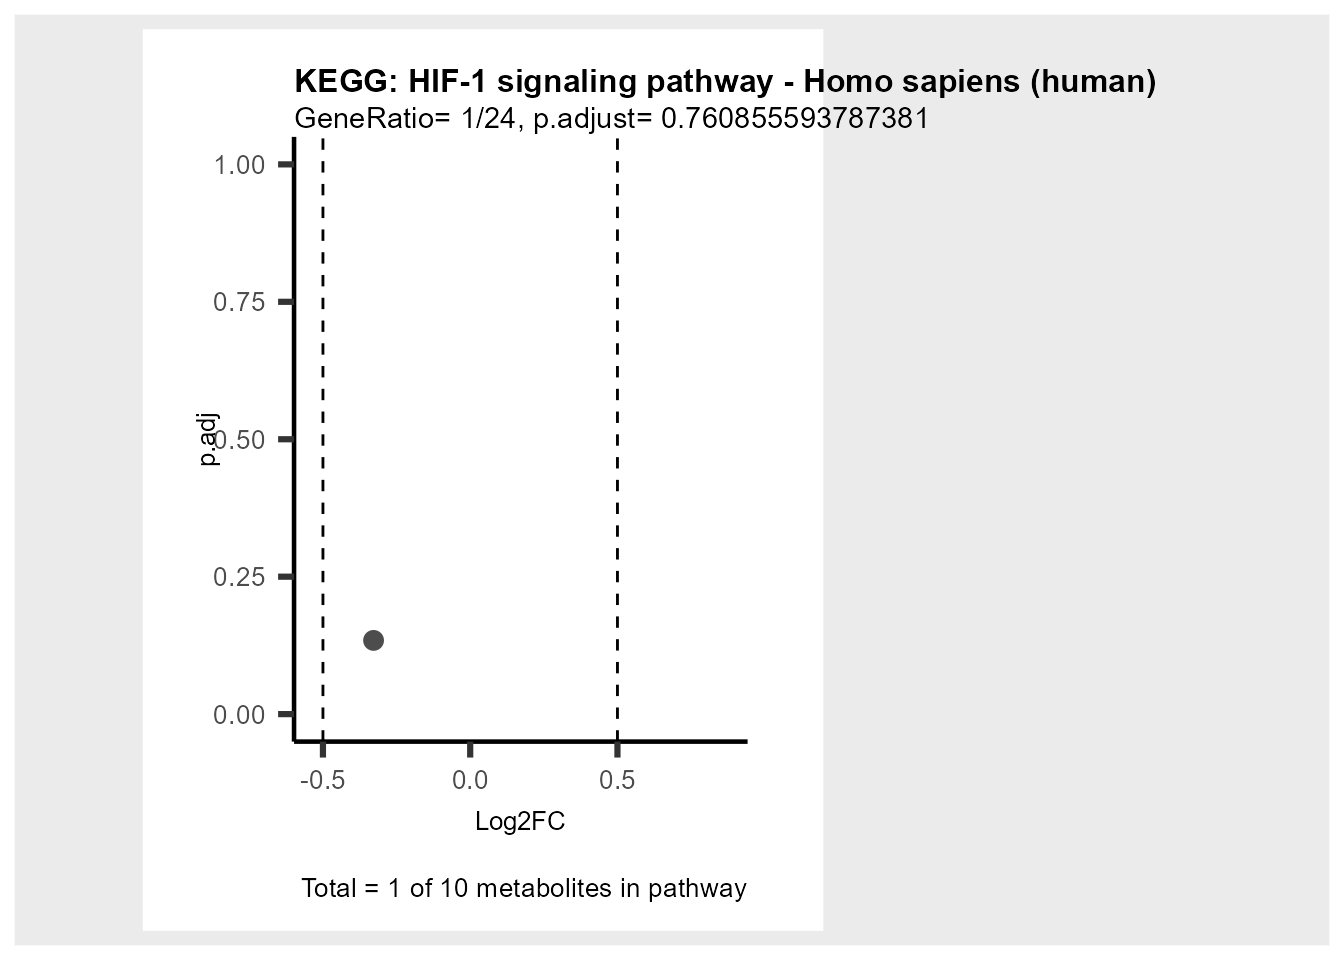 KEGG: HIF-1 signaling pathway - Homo sapiens (human)
GeneRatio= 1/24, p.adjust= 0.760855593787381
1.00
0.75
p.adj
0.50
0.25
0.00
-0.5 0.0 0.5
Log2FC
Total = 1 of 10 metabolites in pathway